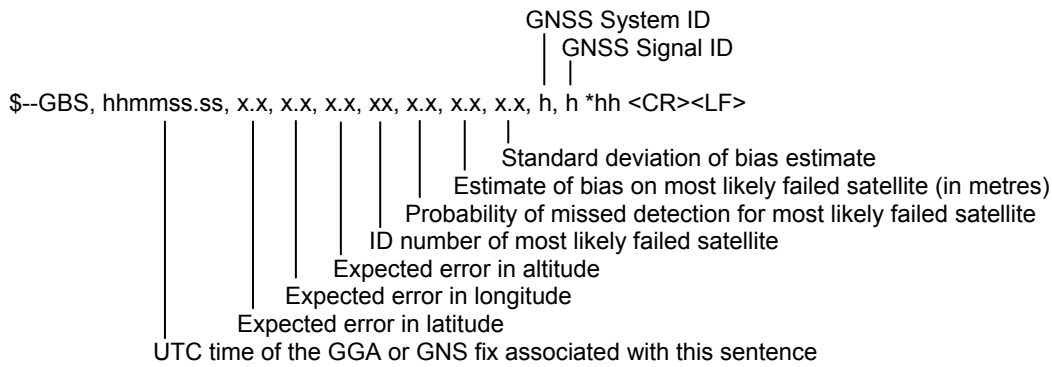 GNSS System ID
GNSS Signal ID
$--GBS, hhmmss.ss, x.x, x.x, x.x, xx, x.x, x.x, x.x, h, h *hh <CR><LF>
Standard deviation of bias estimate
Estimate of bias on most likely failed satellite (in metres)
Probability of missed detection for most likely failed satellite
ID number of most likely failed satellite
Expected error in altitude
Expected error in longitude
Expected error in latitude
UTC time of the GGA or GNS fix associated with this sentence